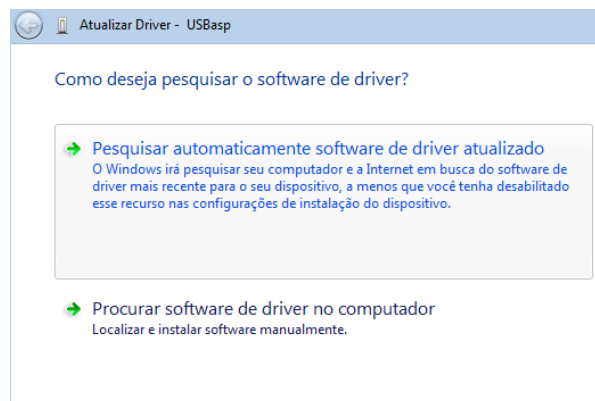 Atualizar Driver - USBasp
Como deseja pesquisar o software de driver?
Pesquisar automaticamente software de driver atualizado
O Windows irá pesquisar seu computador e a Internet em busca do software de
driver mais recente para o seu dispositivo, a menos que você tenha desabilitado
esse recurso nas configurações de instalação do dispositivo.
Procurar software de driver no computador
Localizar e instalar software manualmente.